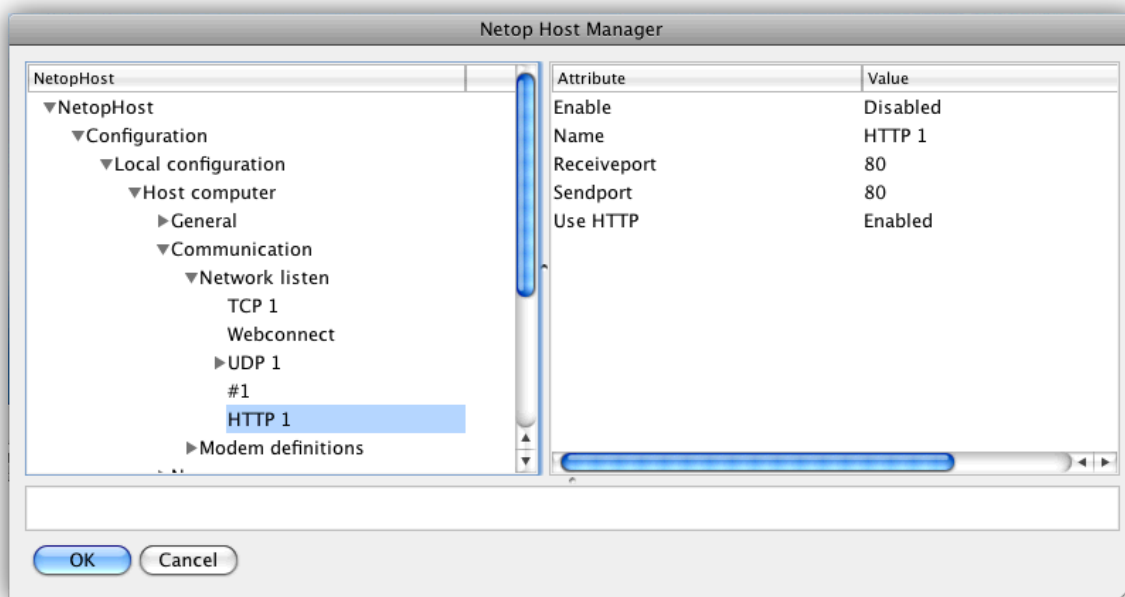 Netop Host Manager
NetopHost
NetopHost
Configuration
Local configuration
Host computer
General
Communication
Network listen
TCP 1
Webconnect
UDP 1
#1
HTTP 1
Modem definitions
Attribute Value
Enable Disabled
Name HTTP 1
Receiveport 80
Sendport 80
Use HTTP Enabled
OK Cancel